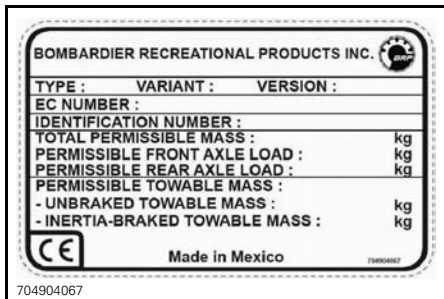 BOMBARDIER RECREATIONAL PRODUCTS INC. BRP
TYPE : VARIANT : VERSION :
EC NUMBER :
IDENTIFICATION NUMBER :
TOTAL PERMISSIBLE MASS : kg
PERMISSIBLE FRONT AXLE LOAD : kg
PERMISSIBLE REAR AXLE LOAD : kg
PERMISSIBLE TOWABLE MASS :
- UNBRAKED TOWABLE MASS : kg
- INERTIA-BRAKED TOWABLE MASS : kg
CE Made in Mexico 704904067
704904067